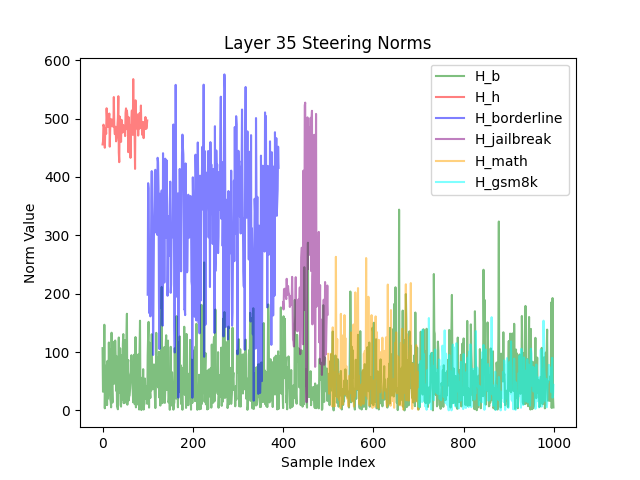 Layer 35 Steering Norms
Norm Value
600
500
400
300
200
100
0
H_b
H_h
H_borderline
H_jailbreak
H_math
H_gsm8k
0
200
400
600
800
1000
Sample Index